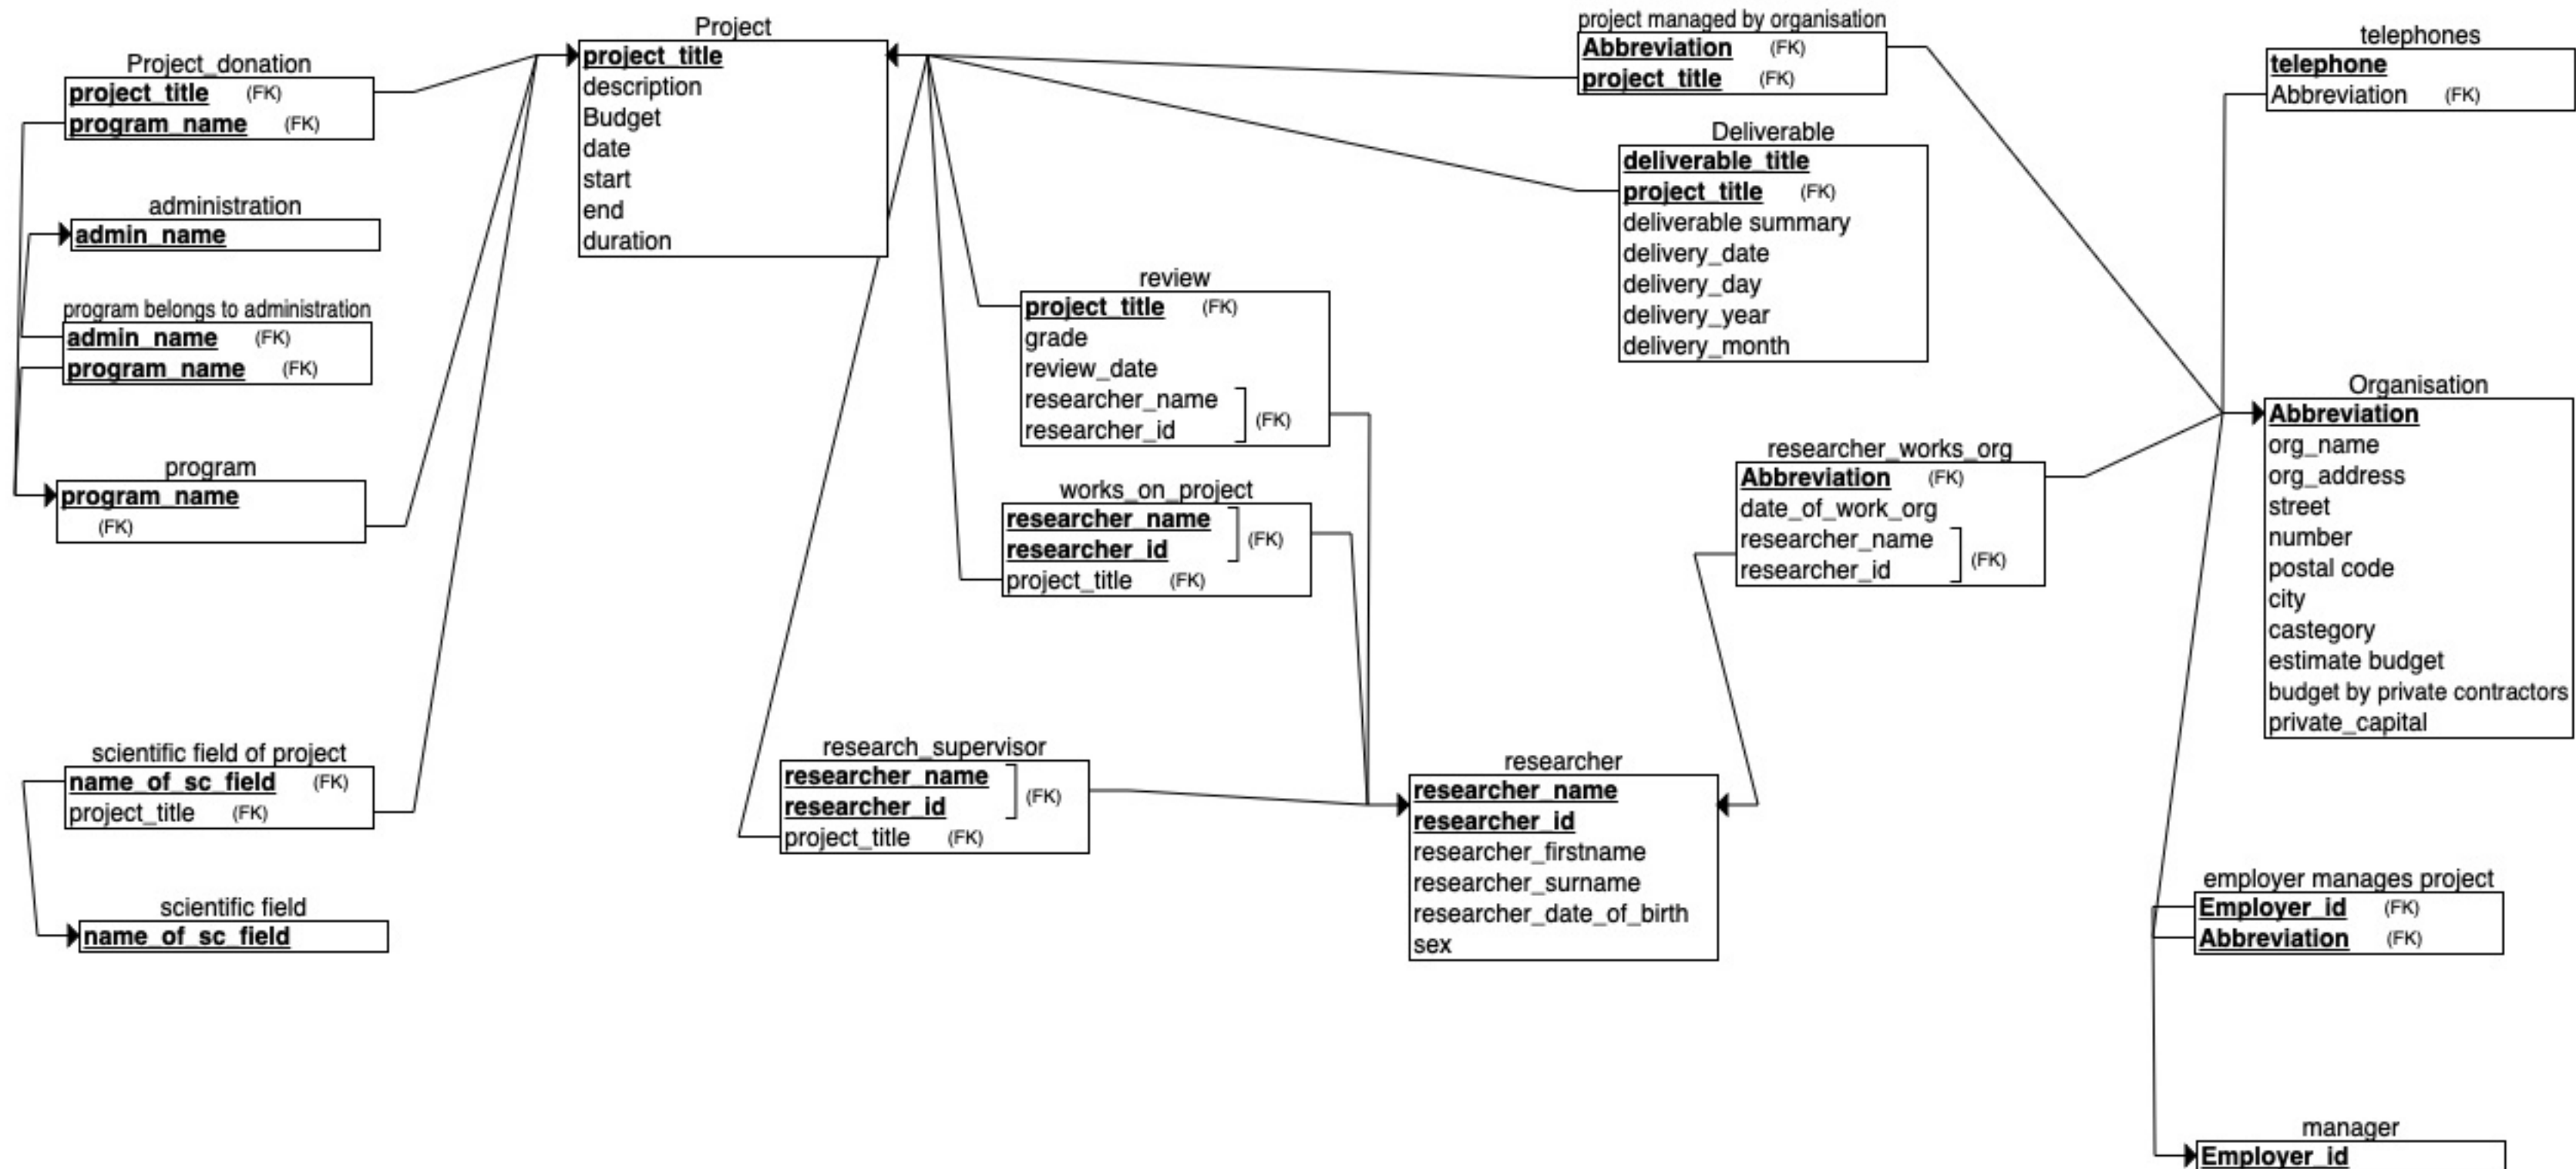 Project_donation
project_title (FK)
program_name (FK)
administration
admin_name
program belongs to administration
admin_name (FK)
program_name (FK)
program
program_name
(FK)
scientific field of project
name_of_sc_field (FK)
project_title (FK)
scientific field
name_of_sc_field
Project
project_title
description
Budget
date
start
end
duration
review
project_title (FK)
grade
review_date
researcher_name
researcher_id
(FK)
works_on_project
researcher_name
researcher_id
(FK)
project_title (FK)
research_supervisor
researcher_name
researcher_id
(FK)
project_title (FK)
researcher
researcher_name
researcher_id
researcher_firstname
researcher_surname
researcher_date_of_birth
sex
project managed by organisation
Abbreviation (FK)
project_title (FK)
Deliverable
deliverable_title
project_title (FK)
deliverable summary
delivery_date
delivery_day
delivery_year
delivery_month
researcher_works_org
Abbreviation (FK)
date_of_work_org
researcher_name
researcher_id
(FK)
telephones
telephone
Abbreviation (FK)
Organisation
Abbreviation
org_name
org_address
street
number
postal code
city
castegory
estimate budget
budget by private contractors
private_capital
employer manages project
Employer_id (FK)
Abbreviation (FK)
manager
Employer_id